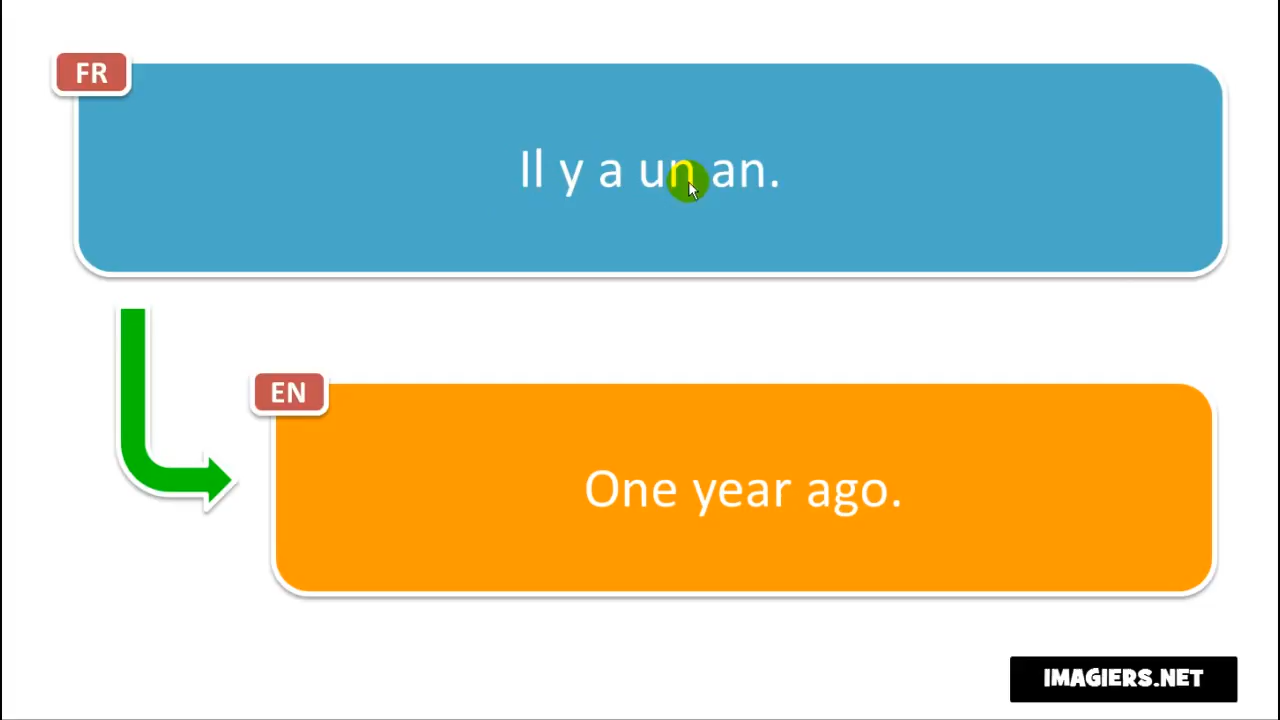 FR
Il y a un an.
EN
One year ago.
IMAGIERS.NET